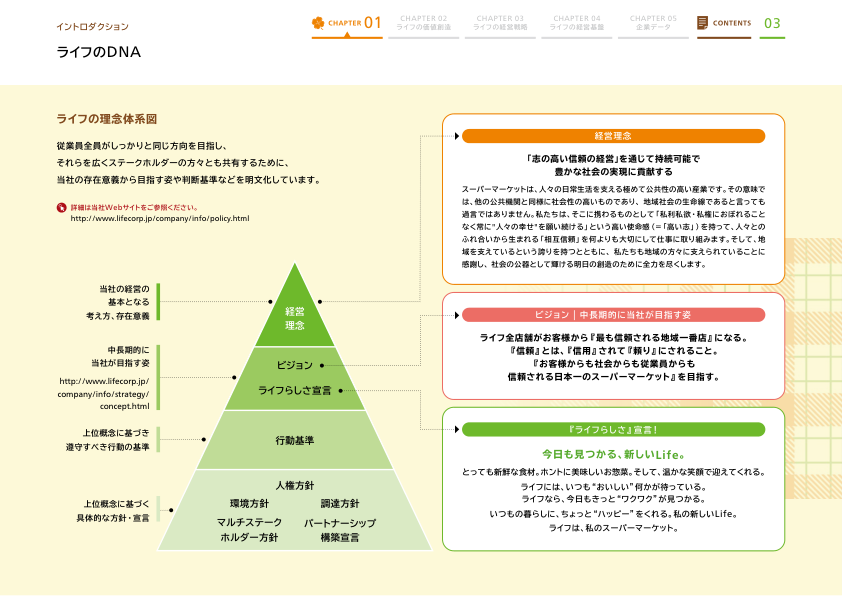 イントロダクション
ライフのDNA
CHAPTER 01
CHAPTER 02
ライフの価値創造
CHAPTER 03
ライフの経営戦略
CHAPTER 04
ライフの経営基盤
CHAPTER 05
企業データ
CONTENTS
03
ライフの理念体系図
従業員全員がしっかりと同じ方向を目指し、
それらを広くステークホルダーの方々とも共有するために、
当社の存在意義から目指す姿や判断基準などを明文化しています。
詳細は当社Webサイトをご参照ください。
http://www.lifecorp.jp/company/info/policy.html
当社の経営の
基本となる
考え方、存在意義
中長期的に
当社が目指す姿
http://www.lifecorp.jp/
company/info/strategy/
concept.html
上位概念に基づき
遵守すべき行動の基準
上位概念に基づく
具体的な方針・宣言
経営
理念
ビジョン
ライフらしさ宣言
行動基準
人権方針
環境方針
調達方針
マルチステーク
ホルダー方針
パートナーシップ
構築宣言
経営理念
「志の高い信頼の経営」を通じて持続可能で
豊かな社会の実現に貢献する
スーパーマーケットは、人々の日常生活を支える極めて公共性の高い産業です。その意味で
は、他の公共機関と同様に社会性の高いものであり、地域社会の生命線であると言っても
過言ではありません。私たちは、そこに携わるものとして「私利私欲・私権におぼれること
なく常に“人々の幸せ”を願い続ける」という高い使命感（＝「高い志」）を持って、人々との
ふれ合いから生まれる「相互信頼」を何よりも大切にして仕事に取り組みます。そして、地
域を支えているという誇りを持つとともに、私たちも地域の方々に支えられていることに
感謝し、社会の公器として輝ける明日の創造のために全力を尽くします。
ビジョン｜中長期的に当社が目指す姿
ライフ全店舗がお客様から『最も信頼される地域一番店』になる。
『信頼』とは、『信用』されて『頼り』にされること。
『お客様からも社会からも従業員からも
信頼される日本一のスーパーマーケット』を目指す。
『ライフらしさ』宣言！
今日も見つかる、新しいLife。
とっても新鮮な食材。ホントに美味しいお惣菜。そして、温かな笑顔で迎えてくれる。
ライフには、いつも“おいしい”何かが待っている。
ライフなら、今日もきっと“ワクワク”が見つかる。
いつもの暮らしに、ちょっと“ハッピー”をくれる。私の新しいLife。
ライフは、私のスーパーマーケット。